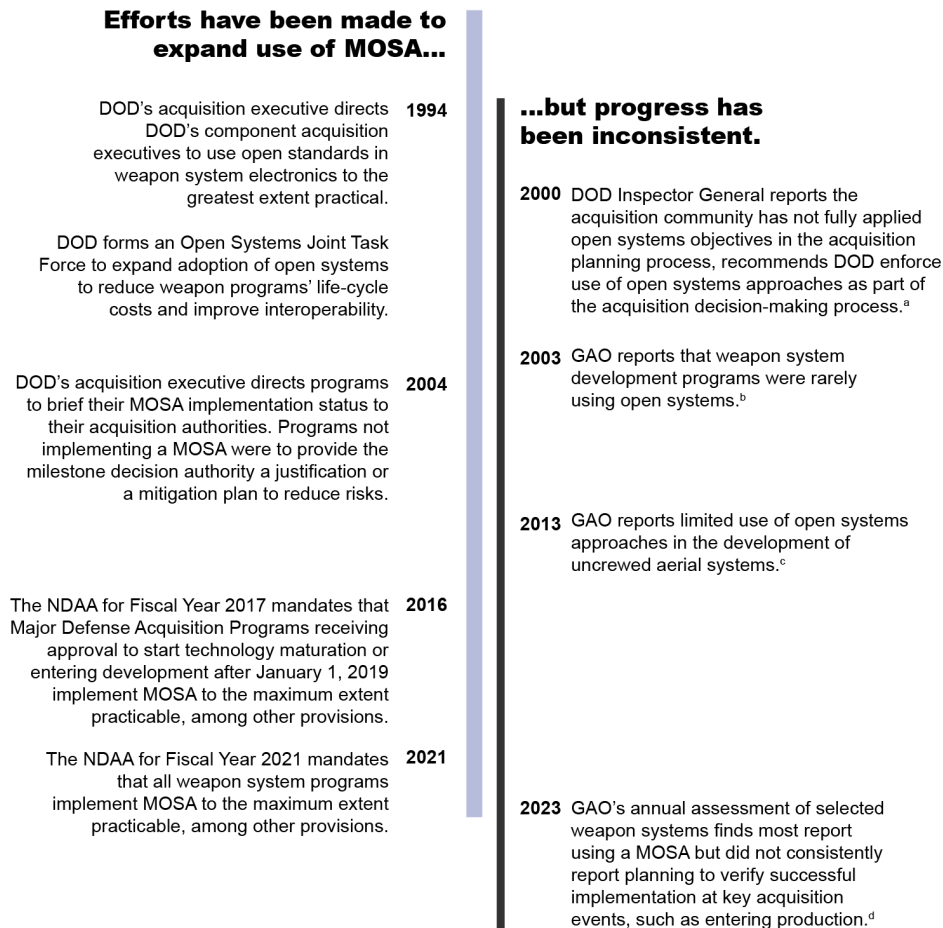 Efforts have been made to
expand use of MOSA...
DOD’s acquisition executive directs 1994
DOD’s component acquisition
executives to use open standards in
weapon system electronics to the
greatest extent practical.
DOD forms an Open Systems Joint Task
Force to expand adoption of open systems
to reduce weapon programs’ life-cycle
costs and improve interoperability.
DOD’s acquisition executive directs programs 2004
to brief their MOSA implementation status to
their acquisition authorities. Programs not
implementing a MOSA were to provide the
milestone decision authority a justification or
a mitigation plan to reduce risks.
The NDAA for Fiscal Year 2017 mandates that 2016
Major Defense Acquisition Programs receiving
approval to start technology maturation or
entering development after January 1, 2019
implement MOSA to the maximum extent
practicable, among other provisions.
The NDAA for Fiscal Year 2021 mandates 2021
that all weapon system programs
implement MOSA to the maximum extent
practicable, among other provisions.
...but progress has
been inconsistent.
2000 DOD Inspector General reports the
acquisition community has not fully applied
open systems objectives in the acquisition
planning process, recommends DOD enforce
use of open systems approaches as part of
the acquisition decision-making process.a
2003 GAO reports that weapon system
development programs were rarely
using open systems.b
2013 GAO reports limited use of open systems
approaches in the development of
uncrewed aerial systems.c
2023 GAO’s annual assessment of selected
weapon systems finds most report
using a MOSA but did not consistently
report planning to verify successful
implementation at key acquisition
events, such as entering production.d